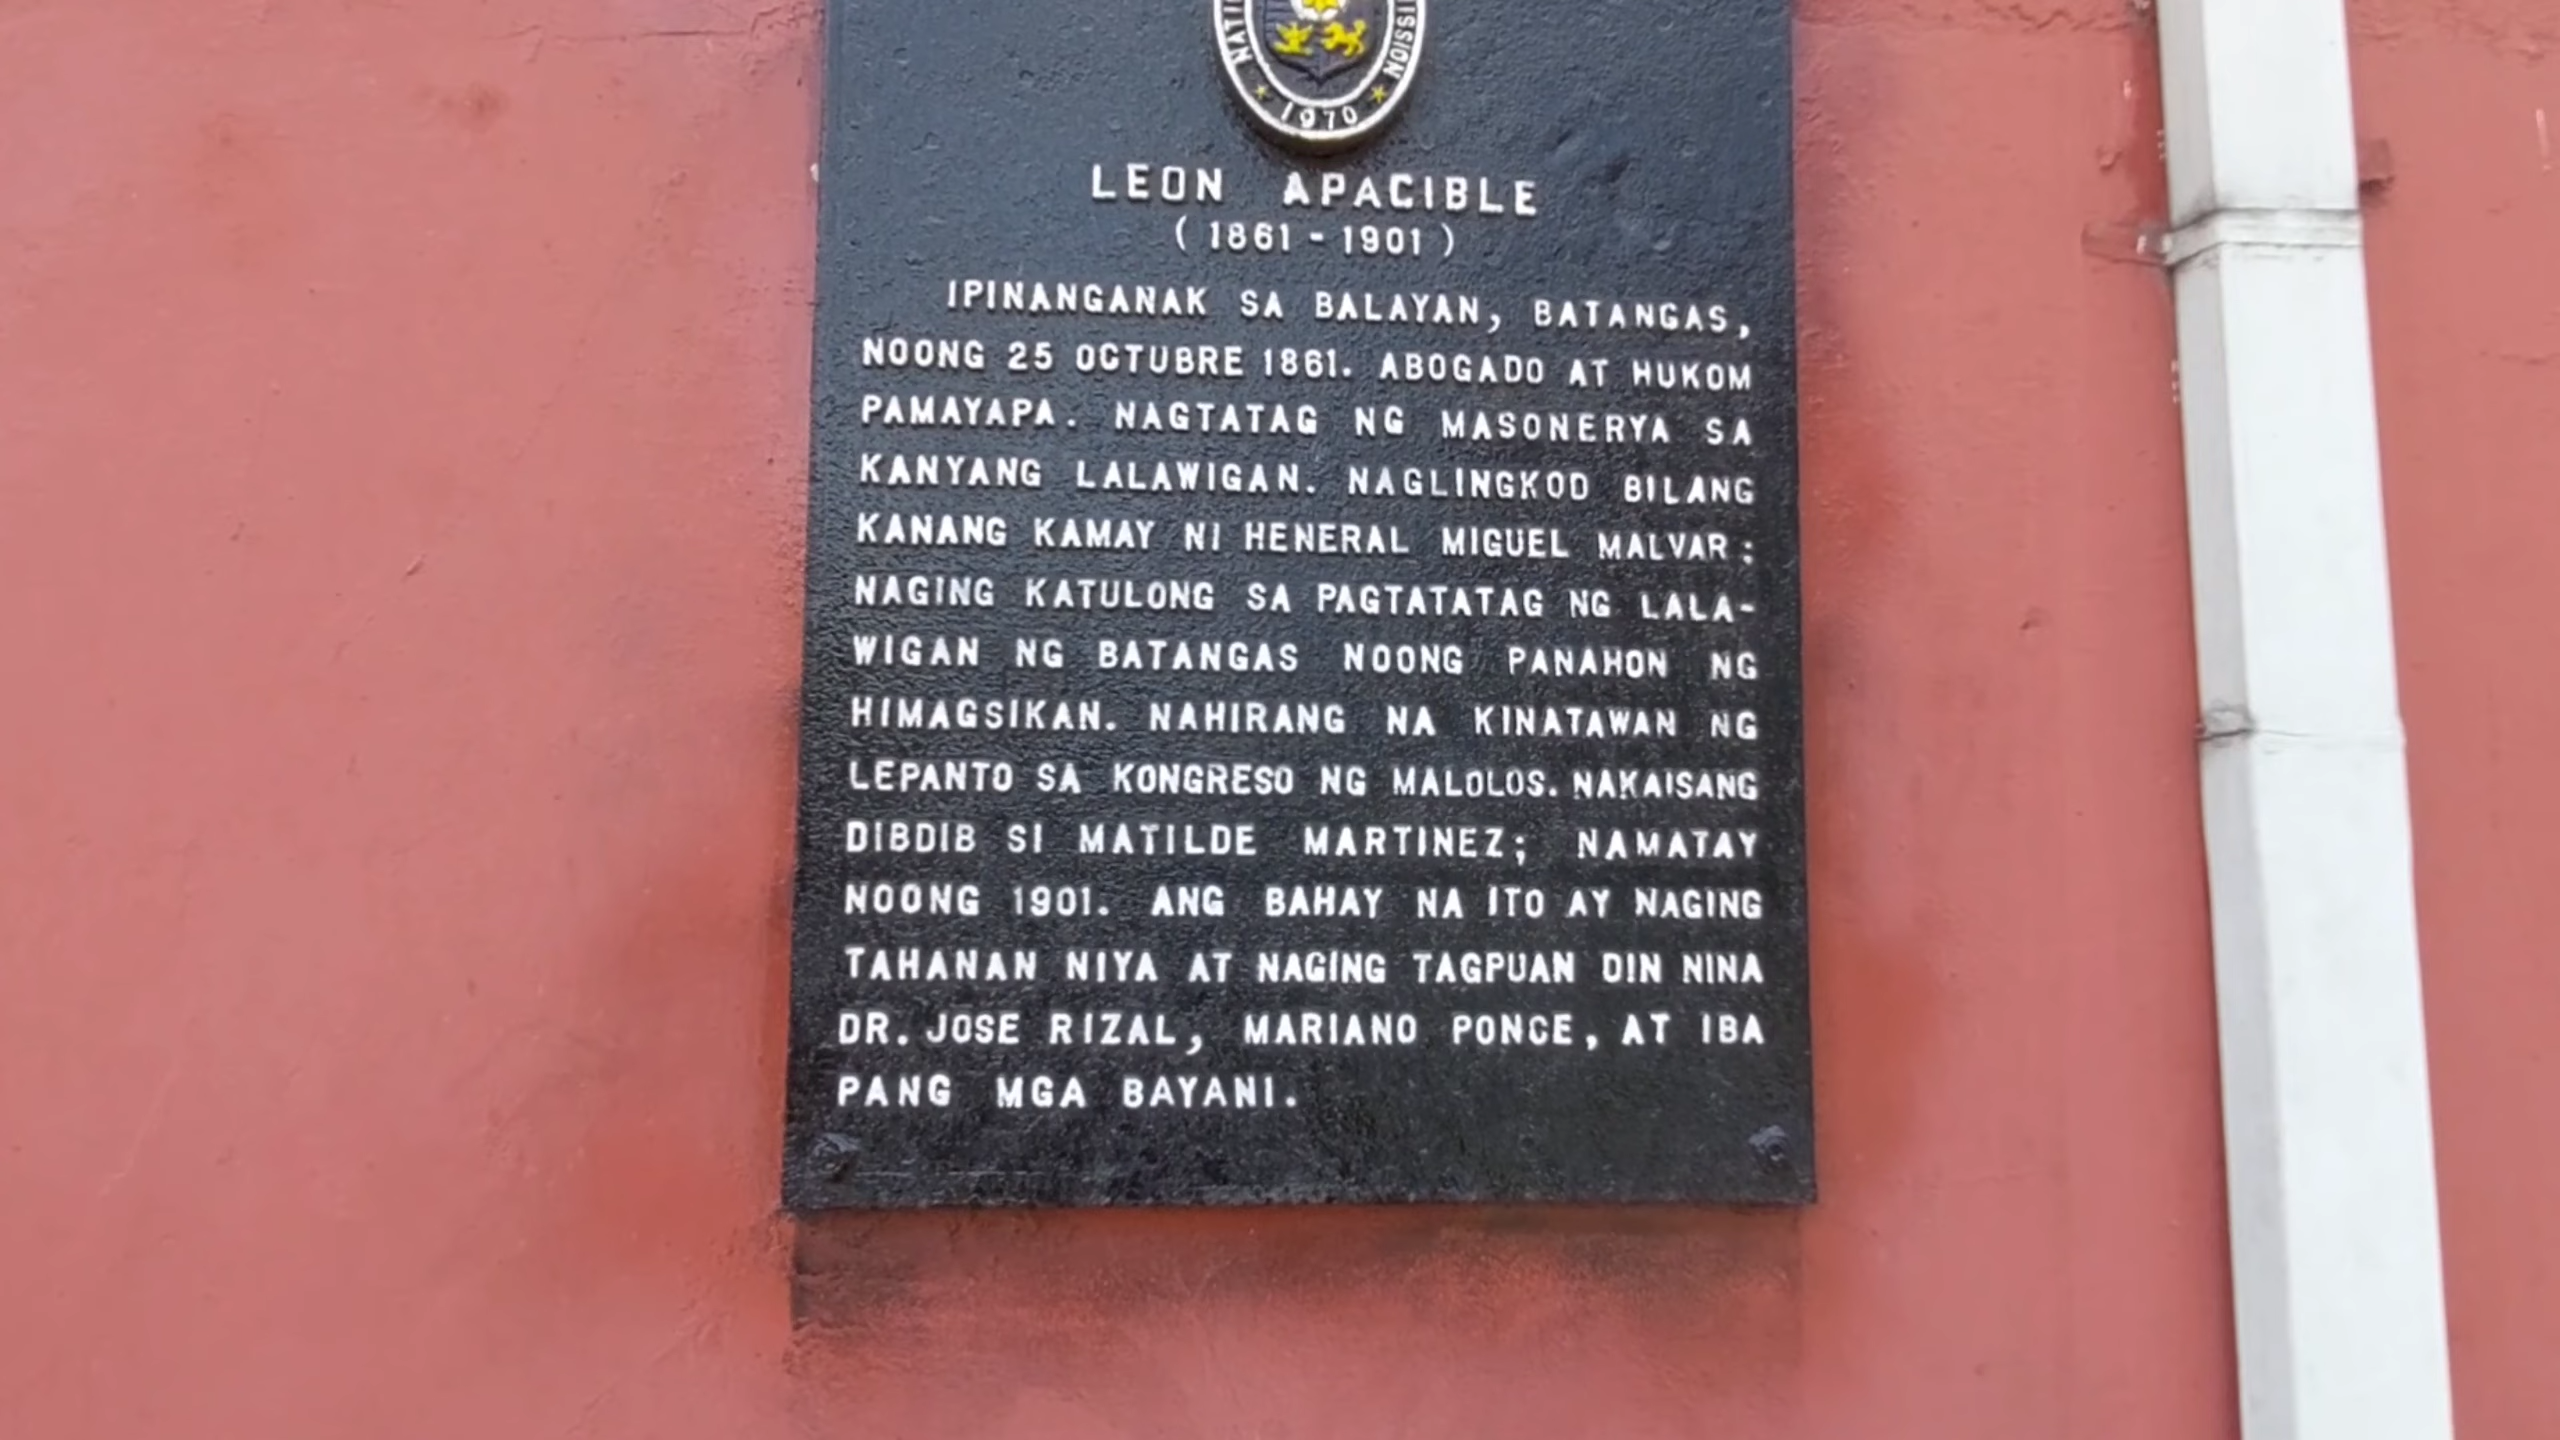 1970
LEON APACIBLE
( 1861 - 1901 )
IPINANGANAK SA BALAYAN, BATANGAS,
NOONG 25 OCTUBRE 1861. ABOGADO AT HUKOM
PAMAYAPA. NAGTATAG NG MASONERYA SA
KANYANG LALAWIGAN. NAGLINGKOD BILANG
KANANG KAMAY NI HENERAL MIGUEL MALVAR;
NAGING KATULONG SA PAGTATATAG NG LALA-
WIGAN NG BATANGAS NOONG PANAHON NG
HIMAGSIKAN. NAHIRANG NA KINATAWAN NG
LEPANTO SA KONGRESO NG MALOLOS. NAKAISANG
DIBDIB SI MATILDE MARTINEZ; NAMATAY
NOONG 1901. ANG BAHAY NA ITO AY NAGING
TAHANAN NIYA AT NAGING TAGPUAN DIN NINA
DR. JOSE RIZAL, MARIANO PONCE, AT IBA
PANG MGA BAYANI.